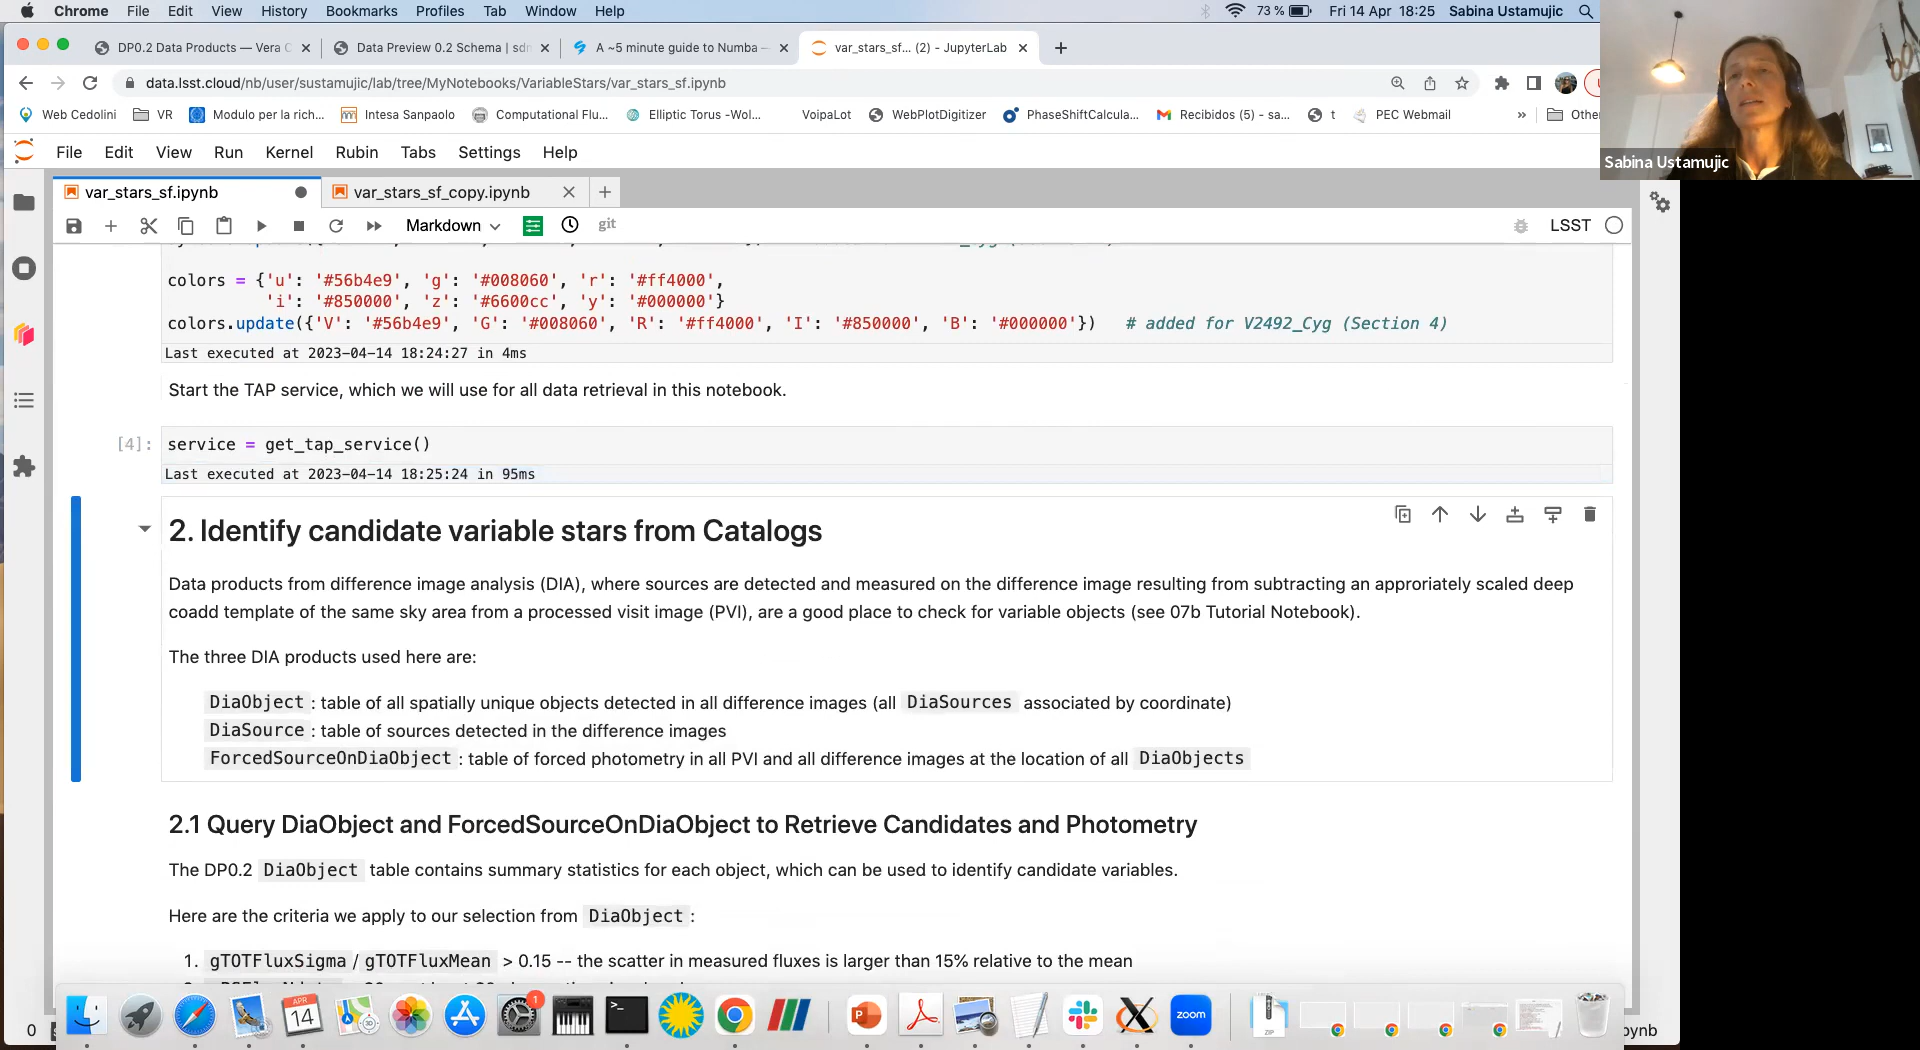 Chrome File Edit View History Bookmarks Profiles Tab Window Help 73 % Fri 14 Apr 18:25 Sabina Ustamujic
DP0.2 Data Products — Vera C Data Preview 0.2 Schema | sdm A ~5 minute guide to Numba — var_stars_sf... (2) - JupyterLab
data.lsst.cloud/nb/user/sustamujic/lab/tree/MyNotebooks/VariableStars/var_stars_sf.ipynb
Web Cedolini VR Modulo per la rich... Intesa Sanpaolo Computational Flu... Elliptic Torus -Wol... VoipaLot WebPlotDigitizer PhaseShiftCalcula... Recibidos (5) - sa... t PEC Webmail » Othe
Sabina Ustamujic
File Edit View Run Kernel Rubin Tabs Settings Help
var_stars_sf.ipynb var_stars_sf_copy.ipynb
Markdown git LSST
colors = {'u': '#56b4e9', 'g': '#008060', 'r': '#ff4000',
'i': '#850000', 'z': '#6600cc', 'y': '#000000'}
colors.update({'V': '#56b4e9', 'G': '#008060', 'R': '#ff4000', 'I': '#850000', 'B': '#000000'}) # added for V2492_Cyg (Section 4)
Last executed at 2023-04-14 18:24:27 in 4ms
Start the TAP service, which we will use for all data retrieval in this notebook.
[4]: service = get_tap_service()
Last executed at 2023-04-14 18:25:24 in 95ms
2. Identify candidate variable stars from Catalogs
Data products from difference image analysis (DIA), where sources are detected and measured on the difference image resulting from subtracting an approriately scaled deep
coadd template of the same sky area from a processed visit image (PVI), are a good place to check for variable objects (see 07b Tutorial Notebook).
The three DIA products used here are:
DiaObject : table of all spatially unique objects detected in all difference images (all DiaSources associated by coordinate)
DiaSource : table of sources detected in the difference images
ForcedSourceOnDiaObject : table of forced photometry in all PVI and all difference images at the location of all DiaObjects
2.1 Query DiaObject and ForcedSourceOnDiaObject to Retrieve Candidates and Photometry
The DP0.2 DiaObject table contains summary statistics for each object, which can be used to identify candidate variables.
Here are the criteria we apply to our selection from DiaObject :
1. gTOTFluxSigma / gTOTFluxMean > 0.15 -- the scatter in measured fluxes is larger than 15% relative to the mean
APR
14
1
zoom
ZIP
0
pynb